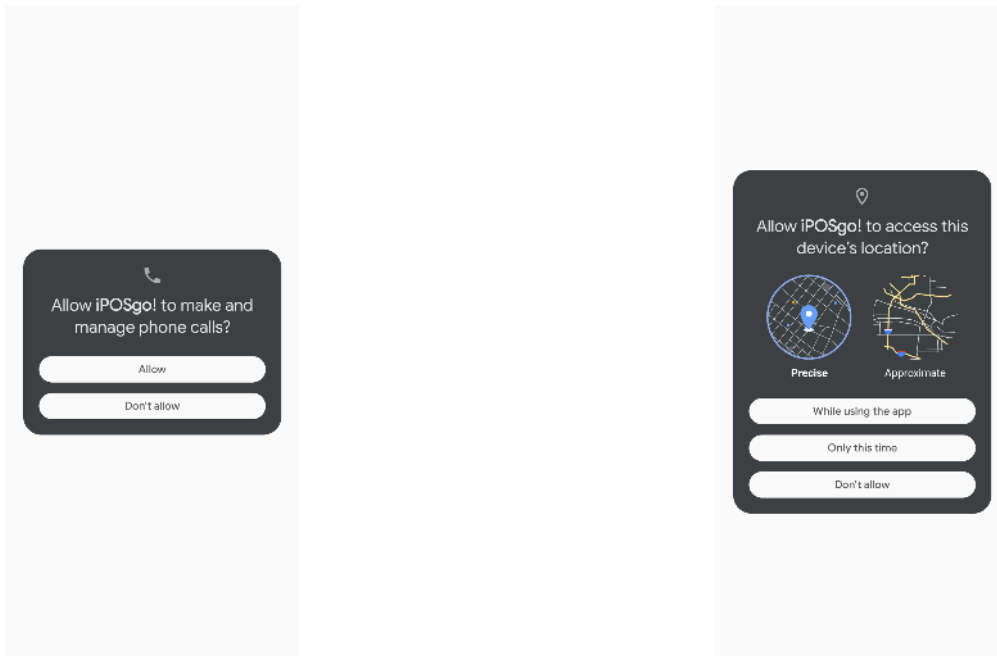 Allow iPOSgo! to make and
manage phone calls?
Allow
Don't allow
Allow iPOSgo! to access this
device's location?
Precise
Approximate
While using the app
Only this time
Don't allow